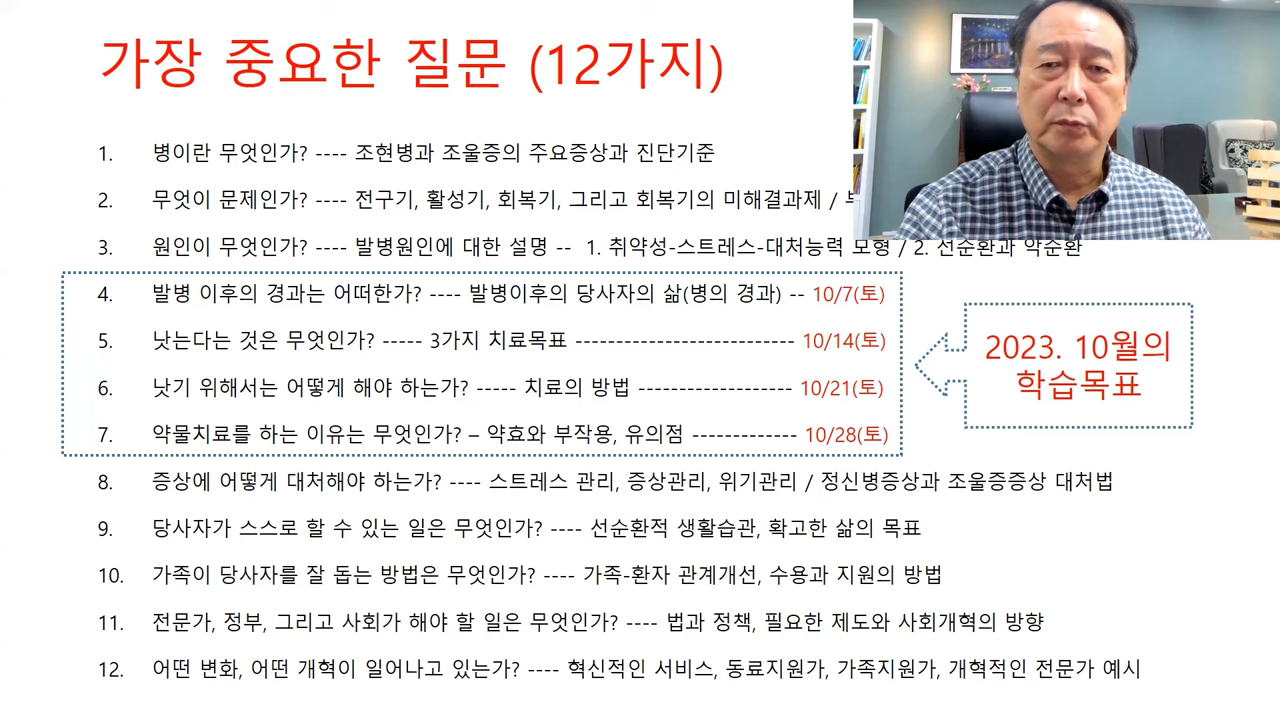 가장 중요한 질문 (12가지)
1. 병이란 무엇인가? ---- 조현병과 조울증의 주요증상과 진단기준
2. 무엇이 문제인가? ---- 전구기, 활성기, 회복기, 그리고 회복기의 미해결과제 /
3. 원인이 무엇인가? ---- 발병원인에 대한 설명 -- 1. 취약성-스트레스-대처능력 모형 / 2. 선순환과 악순환
4. 발병 이후의 경과는 어떠한가? ---- 발병이후의 당사자의 삶(병의 경과) -- 10/7(토)
5. 낫는다는 것은 무엇인가? ----- 3가지 치료목표 --------------------------- 10/14(토)
6. 낫기 위해서는 어떻게 해야 하는가? ----- 치료의 방법 ------------------- 10/21(토)
7. 약물치료를 하는 이유는 무엇인가? – 약효와 부작용, 유의점 ------------- 10/28(토)
2023. 10월의
학습목표
8. 증상에 어떻게 대처해야 하는가? ---- 스트레스 관리, 증상관리, 위기관리 / 정신병증상과 조울증증상 대처법
9. 당사자가 스스로 할 수 있는 일은 무엇인가? ---- 선순환적 생활습관, 확고한 삶의 목표
10. 가족이 당사자를 잘 돕는 방법은 무엇인가? ---- 가족-환자 관계개선, 수용과 지원의 방법
11. 전문가, 정부, 그리고 사회가 해야 할 일은 무엇인가? ---- 법과 정책, 필요한 제도와 사회개혁의 방향
12. 어떤 변화, 어떤 개혁이 일어나고 있는가? ---- 혁신적인 서비스, 동료지원가, 가족지원가, 개혁적인 전문가 예시